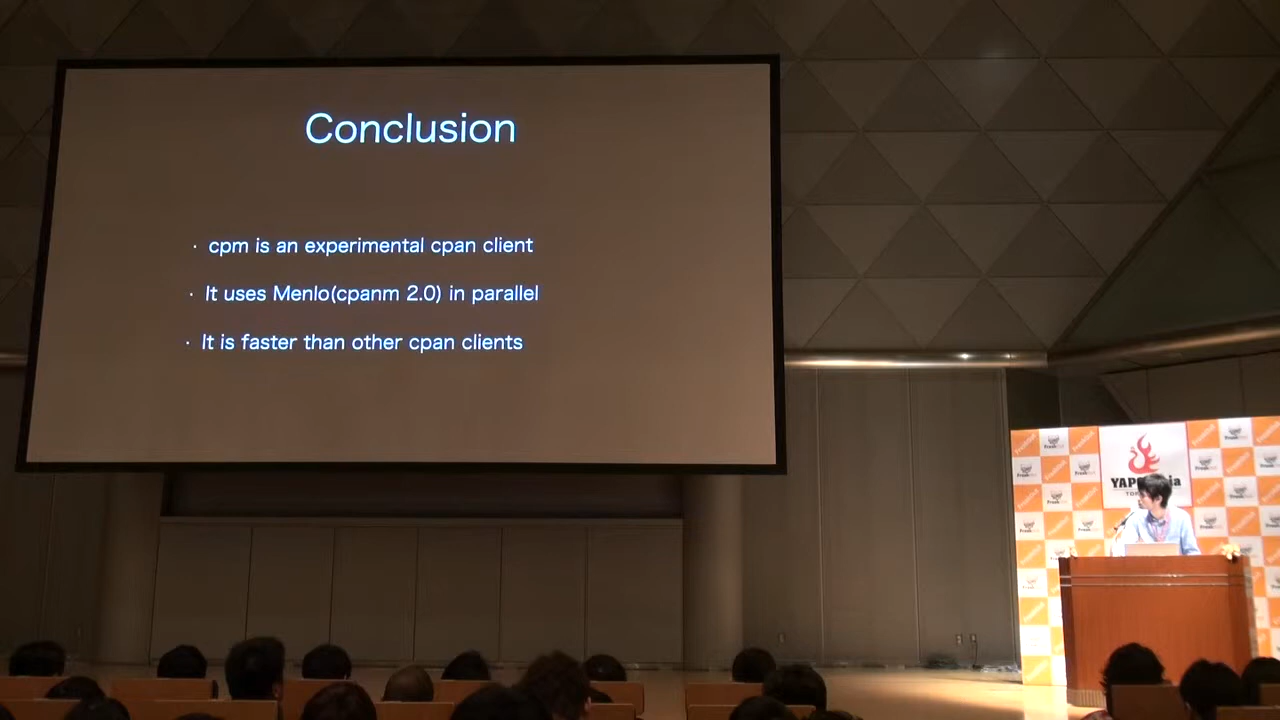 Conclusion
· cpm is an experimental cpan client
· It uses Menlo(cpanm 2.0) in parallel
· It is faster than other cpan clients